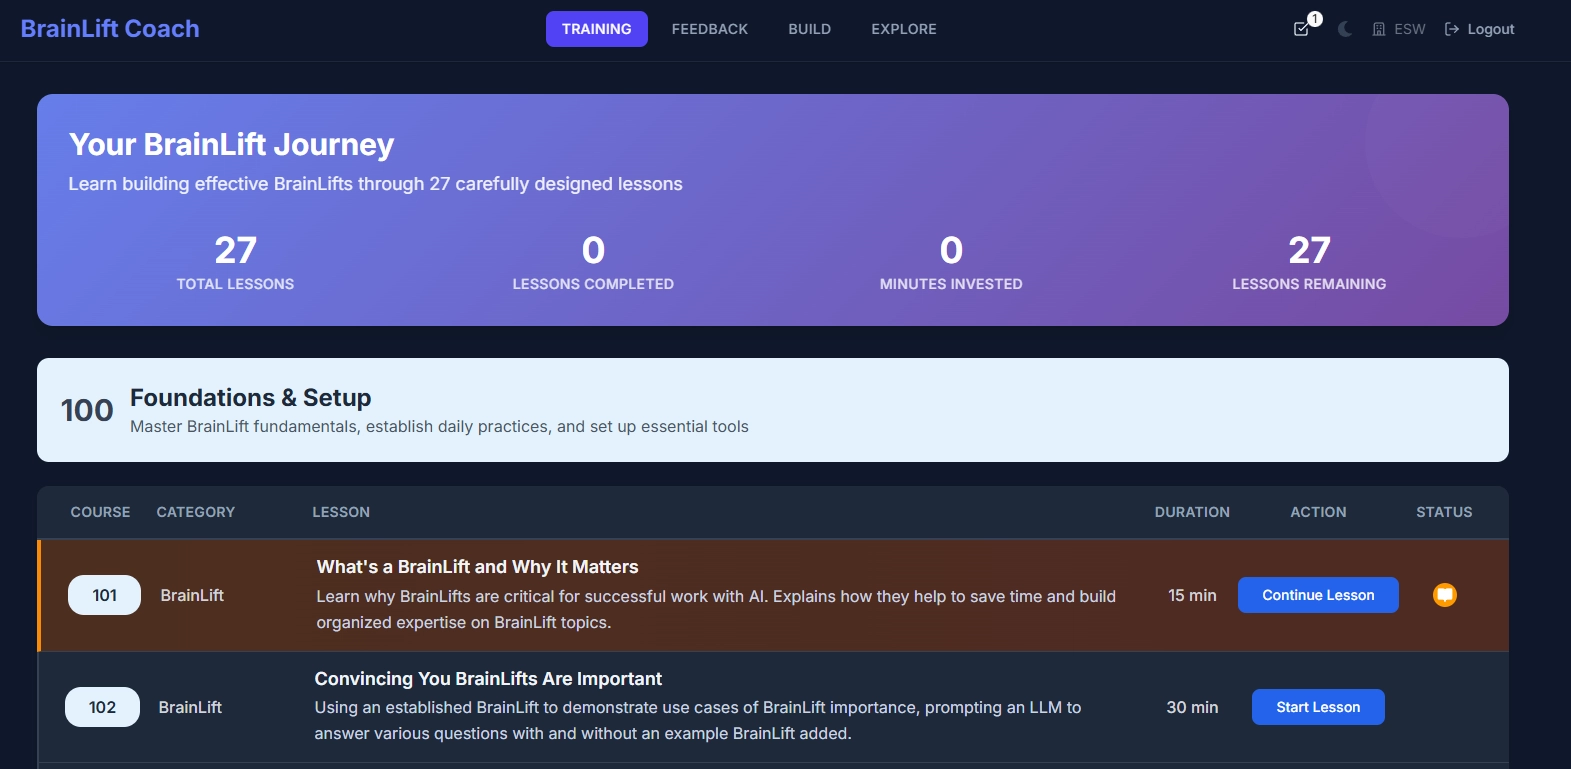 BrainLift Coach
TRAINING
FEEDBACK
BUILD
EXPLORE
1
ESW
Logout
Your BrainLift Journey
Learn building effective BrainLifts through 27 carefully designed lessons
27
TOTAL LESSONS
0
LESSONS COMPLETED
0
MINUTES INVESTED
27
LESSONS REMAINING
100
Foundations & Setup
Master BrainLift fundamentals, establish daily practices, and set up essential tools
COURSE
CATEGORY
LESSON
DURATION
ACTION
STATUS
101
BrainLift
What's a BrainLift and Why It Matters
Learn why BrainLifts are critical for successful work with AI. Explains how they help to save time and build
organized expertise on BrainLift topics.
15 min
Continue Lesson
102
BrainLift
Convincing You BrainLifts Are Important
Using an established BrainLift to demonstrate use cases of BrainLift importance, prompting an LLM to
answer various questions with and without an example BrainLift added.
30 min
Start Lesson